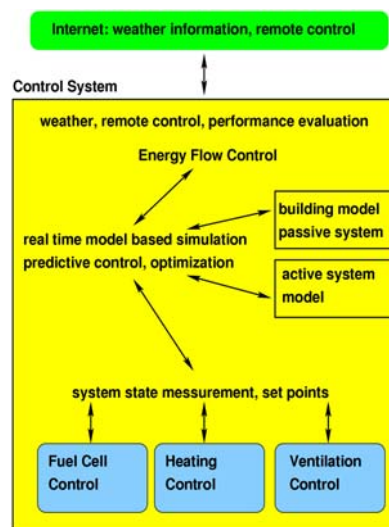 Internet: weather information, remote control
Control System
weather, remote control, performance evaluation
Energy Flow Control
real time model based simulation
predictive control, optimization
building model
passive system
active system
model
system state messurement, set points
Fuel Cell
Control
Heating
Control
Ventilation
Control